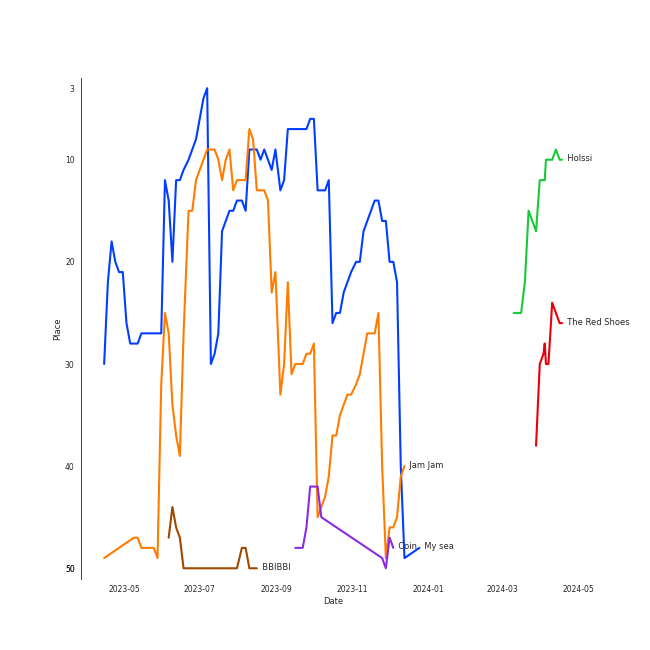 3
10
Holssi
20
The Red Shoes
Place
30
40
Jam Jam
Coin
My sea
50
BBIBBI
2023-05
2023-07
2023-09
2023-11
2024-01
2024-03
2024-05
Date